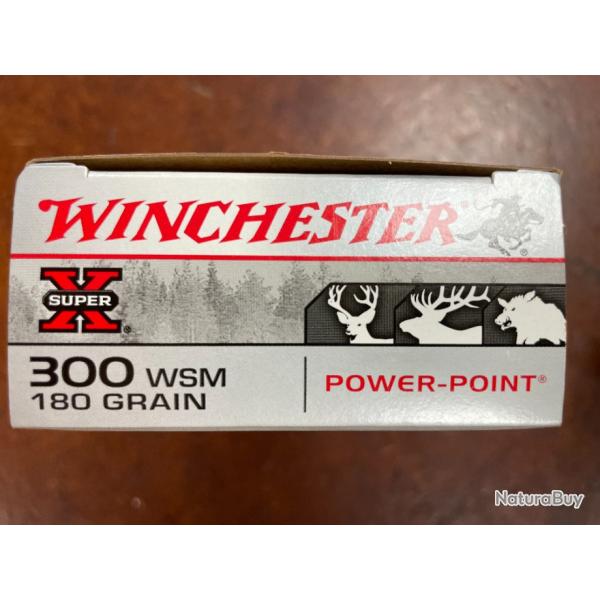 WINCHESTER®
SUPER X®
300 WSM
180 GRAIN
POWER-POINT®
NaturaBuy